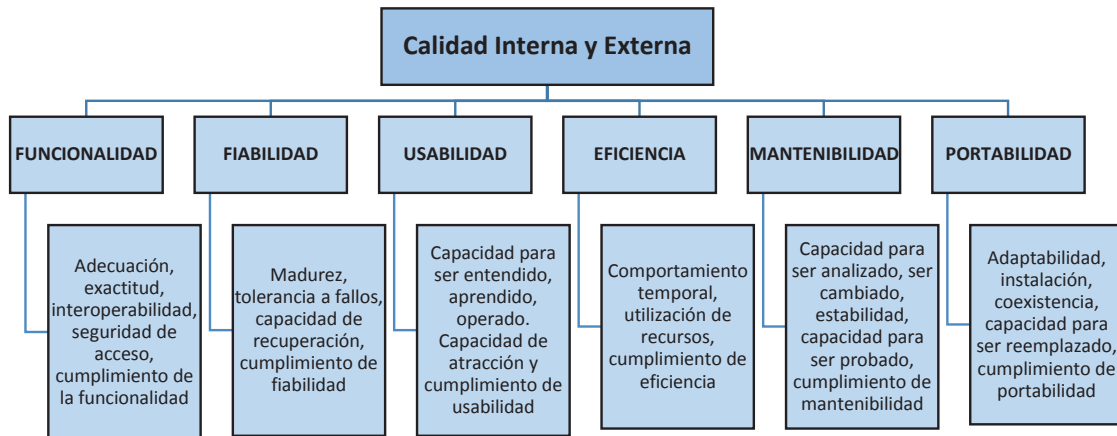 Calidad Interna y Externa
FUNCIONALIDAD
FIABILIDAD
USABILIDAD
EFICIENCIA
MANTENIBILIDAD
PORTABILIDAD
Adecuación,
exactitud,
interoperabilidad,
seguridad de
acceso,
cumplimiento de
la funcionalidad
Madurez,
tolerancia a fallos,
capacidad de
recuperación,
cumplimiento de
fiabilidad
Capacidad para
ser entendido,
aprendido,
operado.
Capacidad de
atracción y
cumplimiento de
usabilidad
Comportamiento
temporal,
utilización de
recursos,
cumplimiento de
eficiencia
Capacidad para
ser analizado, ser
cambiado,
estabilidad,
capacidad para
ser probado,
cumplimiento de
mantenibilidad
Adaptabilidad,
instalación,
coexistencia,
capacidad para
ser reemplazado,
cumplimiento de
portabilidad